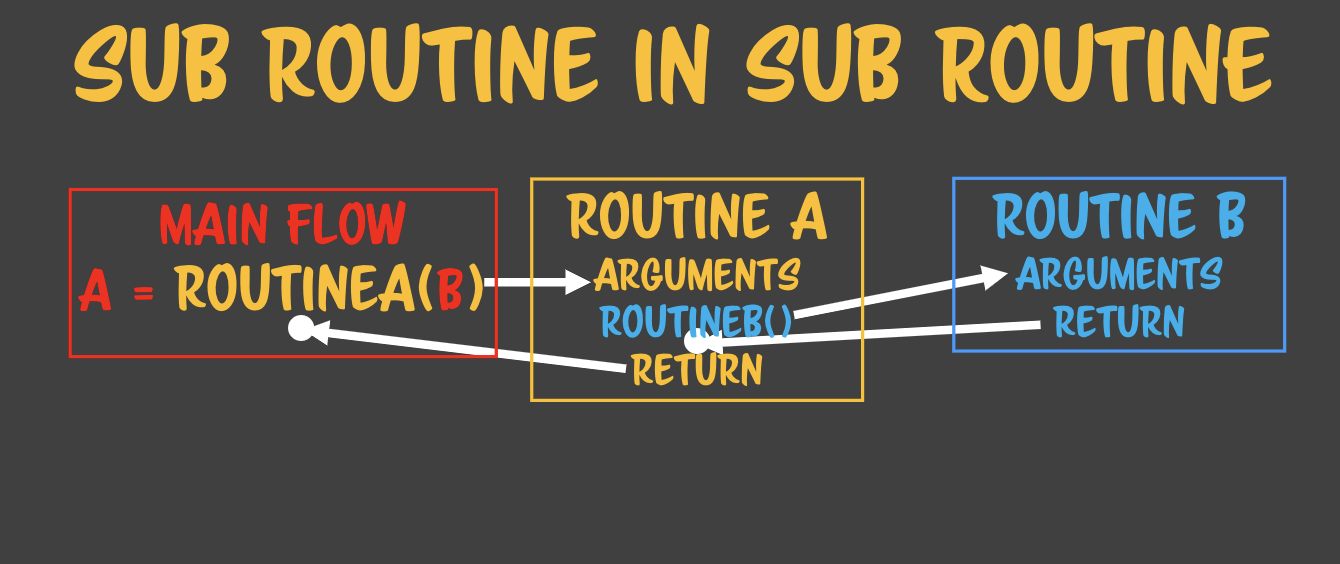 SUB ROUTINE IN SUB ROUTINE
MAIN FLOW
A = ROUTINEA(B)
ROUTINE A
ARGUMENTS
ROUTINEB()
RETURN
ROUTINE B
ARGUMENTS
RETURN